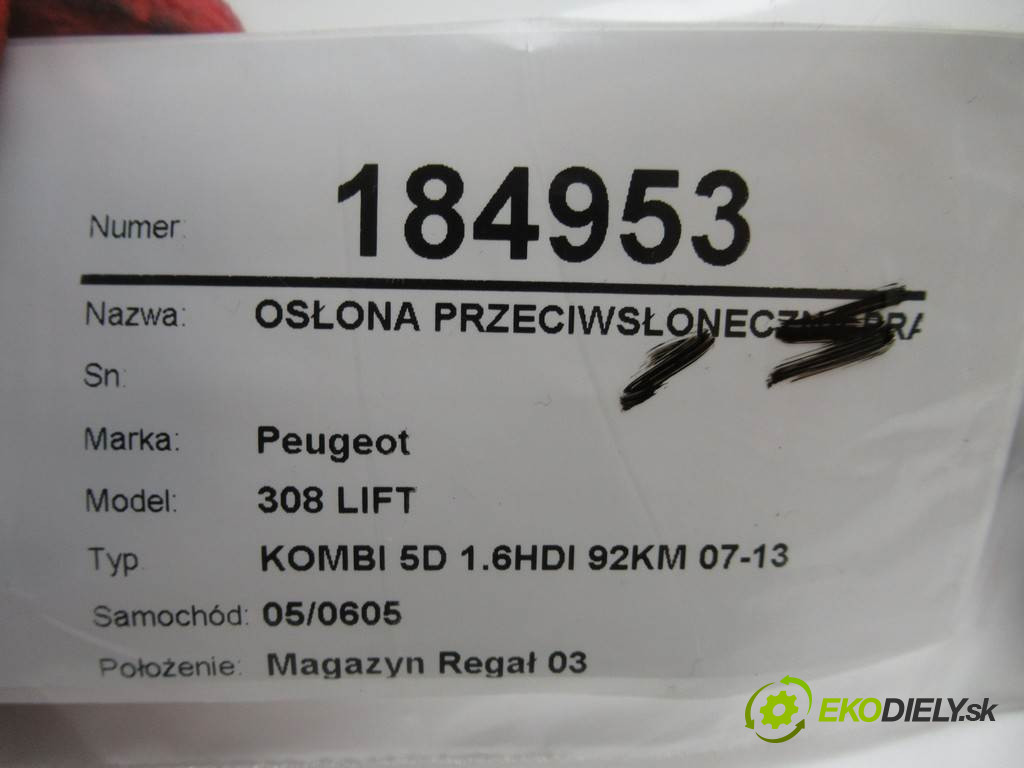 Numer: 184953
Nazwa: OSŁONA PRZECIWSŁONECZN
Sn:
Marka: Peugeot
Model: 308 LIFT
Typ KOMBI 5D 1.6HDI 92KM 07-13
Samochód: 05/0605
Położenie: Magazyn Regał 03
EKODIELY.sk